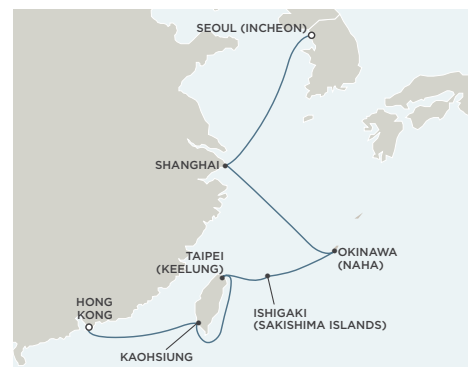 SEOUL (INCHEON)
SHANGHAI
OKINAWA
(NAHA)
TAIPEI
(KEELUNG)
ISHIGAKI
(SAKISHIMA ISLANDS)
HONG
KONG
KAOHSIUNG